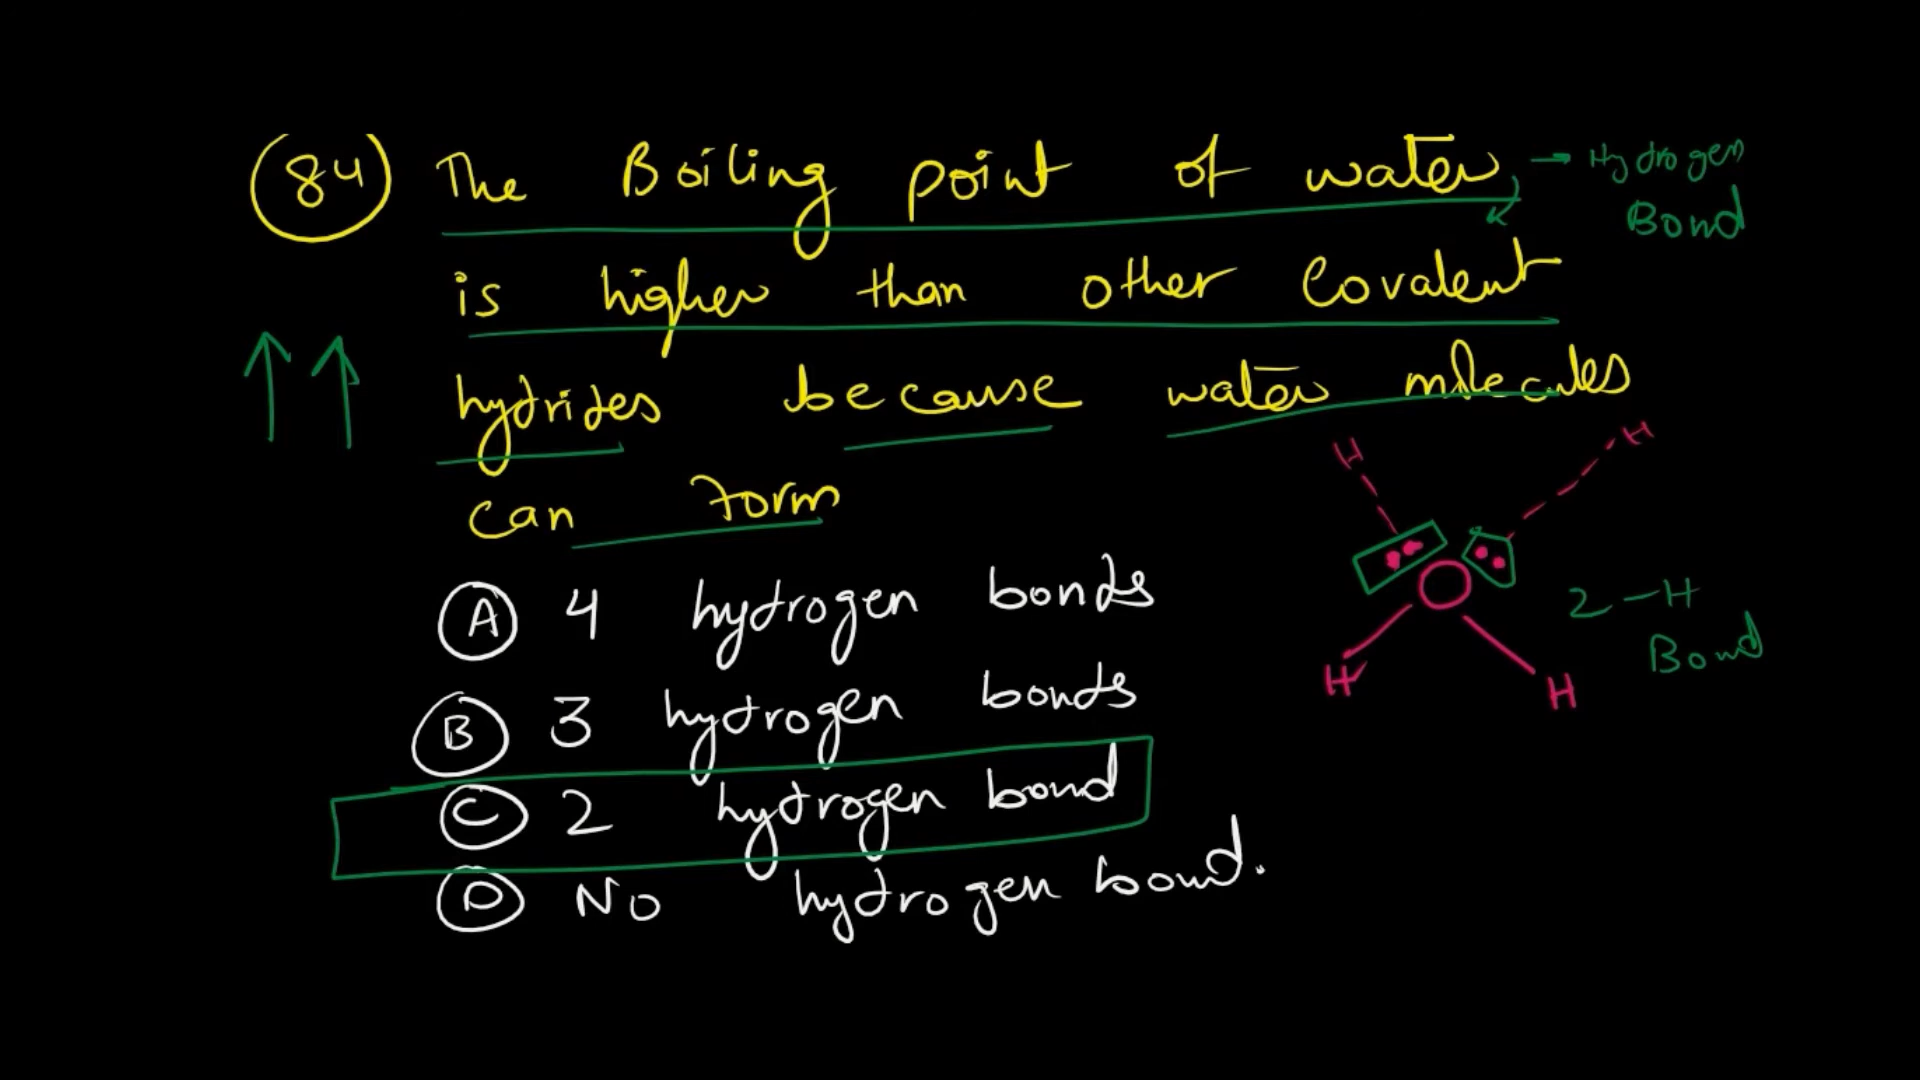 84 The Boiling point of water → Hydrogen Bond
is higher than other covalent
hydrides because water molecules
can form
H H
A 4 hydrogen bonds
2-H Bond
B 3 hydrogen bonds
H H
C 2 hydrogen bond
D No hydrogen bond.